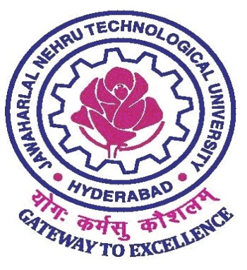 JAWAHARLAL NEHRU TECHNOLOGICAL UNIVERSITY
HYDERABAD
योगः कर्मसु कौशलम्
GATEWAY TO EXCELLENCE